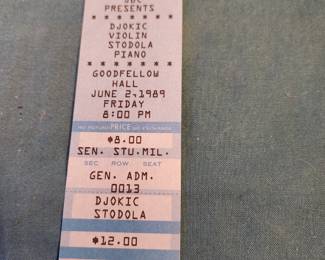 PRESENTS
* * * * * * *
DJOKIC
VIOLIN
STODOLA
PIANO
* * * * * * *
GOODFELLOW
HALL
JUNE 2,1989
FRIDAY
8:00 PM
PRICE
$8.00
SEN. STU.MIL.
SEC ROW SEAT
GEN. ADM.
0013
DJOKIC
STODOLA
$12.00